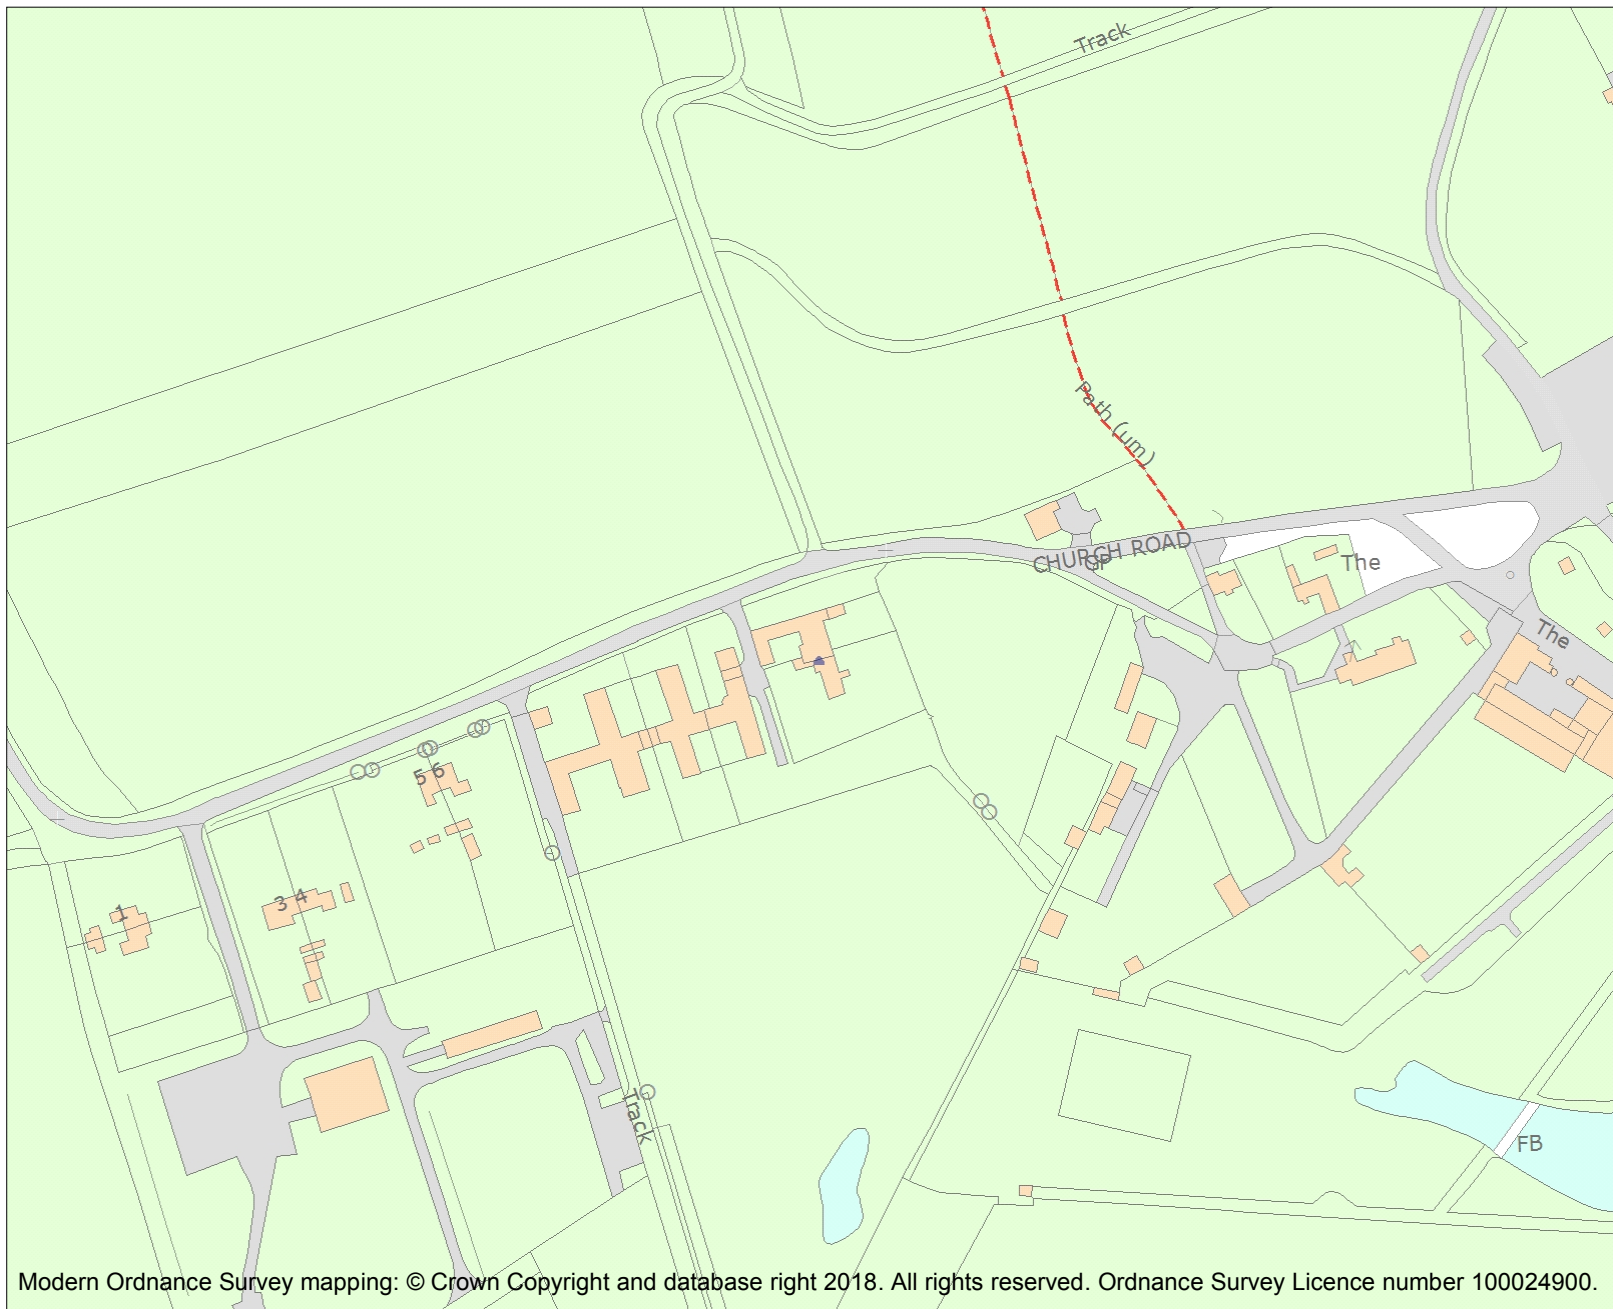 Track
Path (um)
CHURCH ROAD
GP
The
The
5 6
3 4
1
Track
FB
Modern Ordnance Survey mapping: © Crown Copyright and database right 2018. All rights reserved. Ordnance Survey Licence number 100024900.